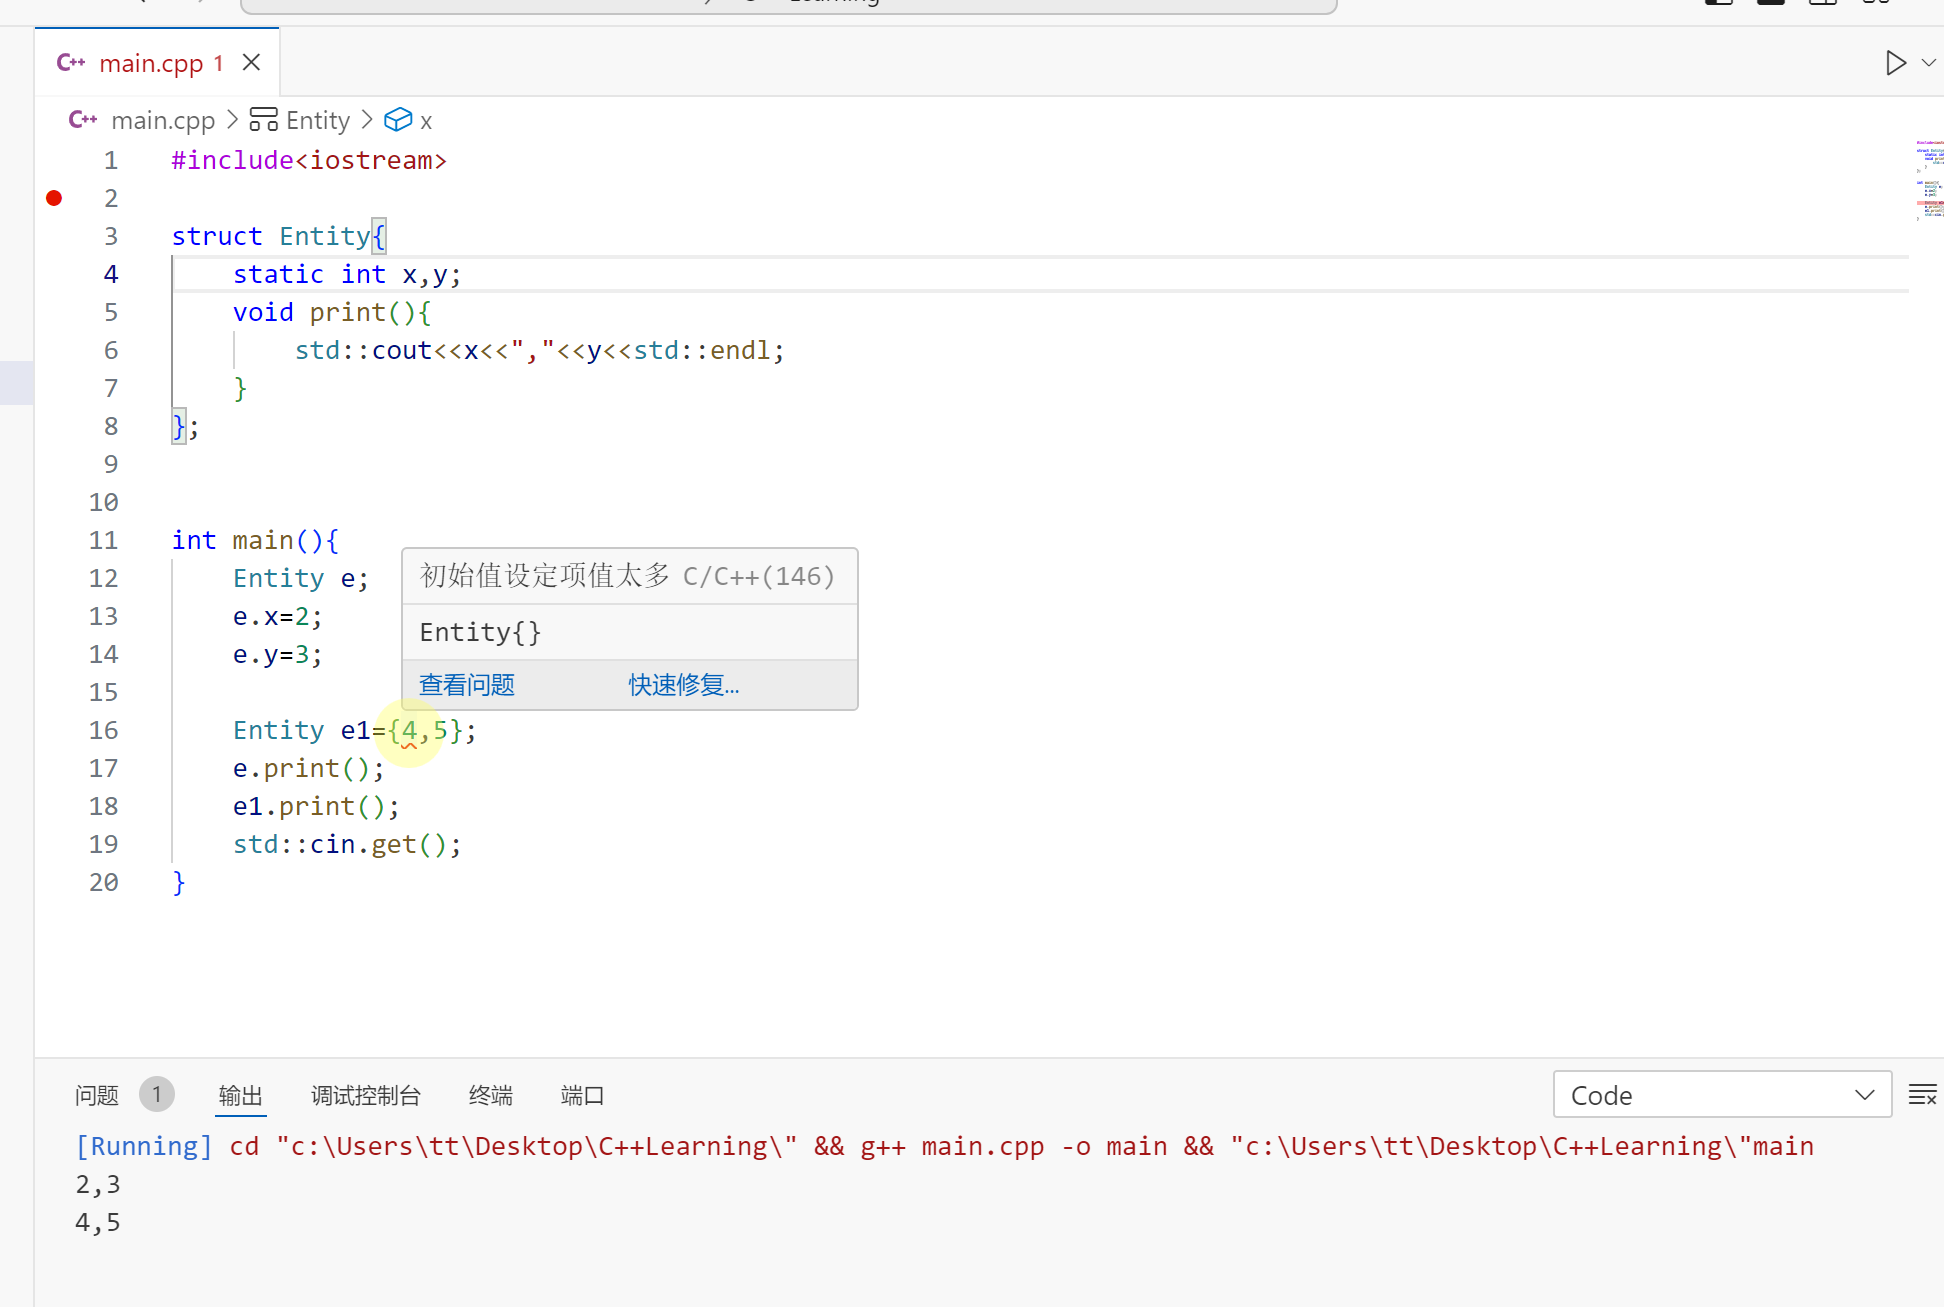 main.cpp 1
main.cpp > Entity > x
1 #include<iostream>
2
3 struct Entity{
4 static int x,y;
5 void print(){
6 std::cout<<x<<","<<y<<std::endl;
7 }
8 };
9
10
11 int main(){
12 Entity e;
13 e.x=2;
14 e.y=3;
15
16 Entity e1={4,5};
17 e.print();
18 e1.print();
19 std::cin.get();
20 }
初始值设定项值太多 C/C++(146)
Entity{}
查看问题 快速修复...
问题 1 输出 调试控制台 终端 端口 Code
[Running] cd "c:\Users\tt\Desktop\C++Learning\" && g++ main.cpp -o main && "c:\Users\tt\Desktop\C++Learning\"main
2,3
4,5